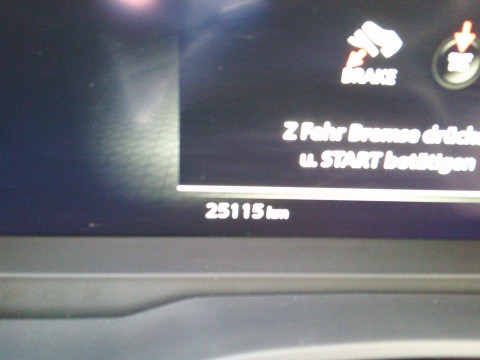 BRAKE
Z Fahr Bremse drück
u. START betätigen
25115 km